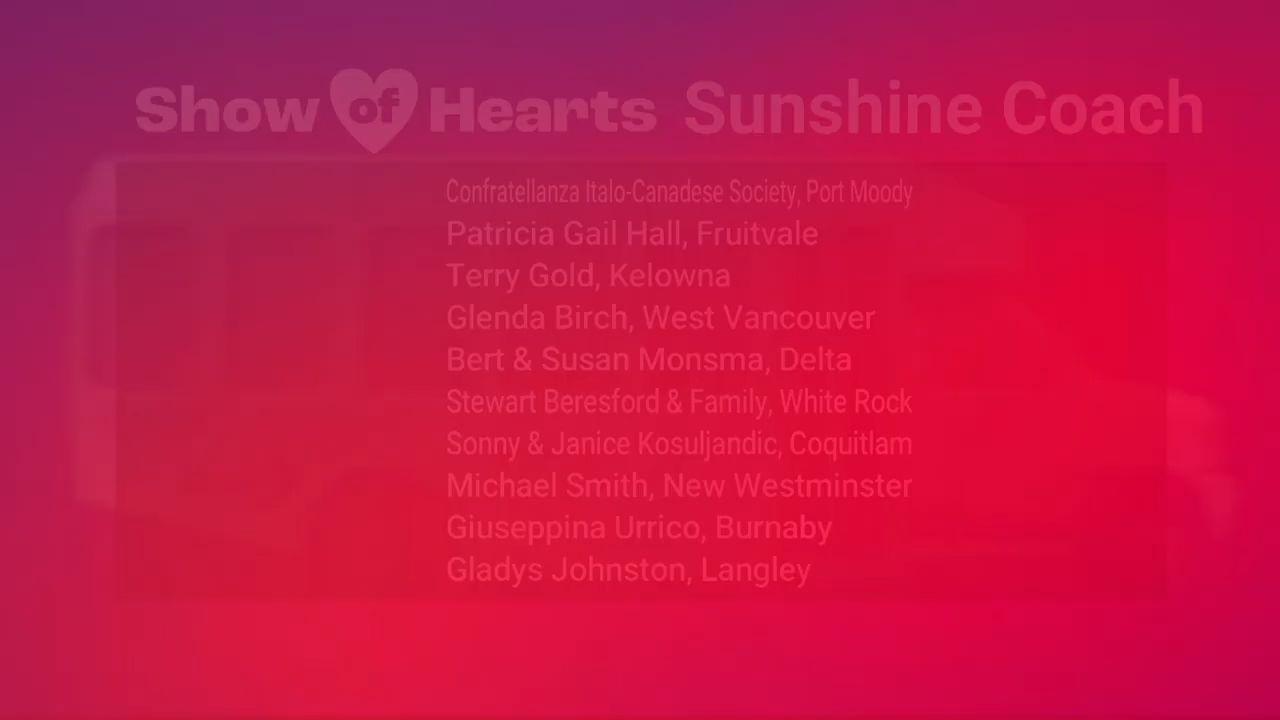 Show of Hearts Sunshine Coach
Confratellanza Italo-Canadese Society, Port Moody
Patricia Gail Hall, Fruitvale
Terry Gold, Kelowna
Glenda Birch, West Vancouver
Bert & Susan Monsma, Delta
Stewart Beresford & Family, White Rock
Sonny & Janice Kosuljandic, Coquitlam
Michael Smith, New Westminster
Giuseppina Urrico, Burnaby
Gladys Johnston, Langley